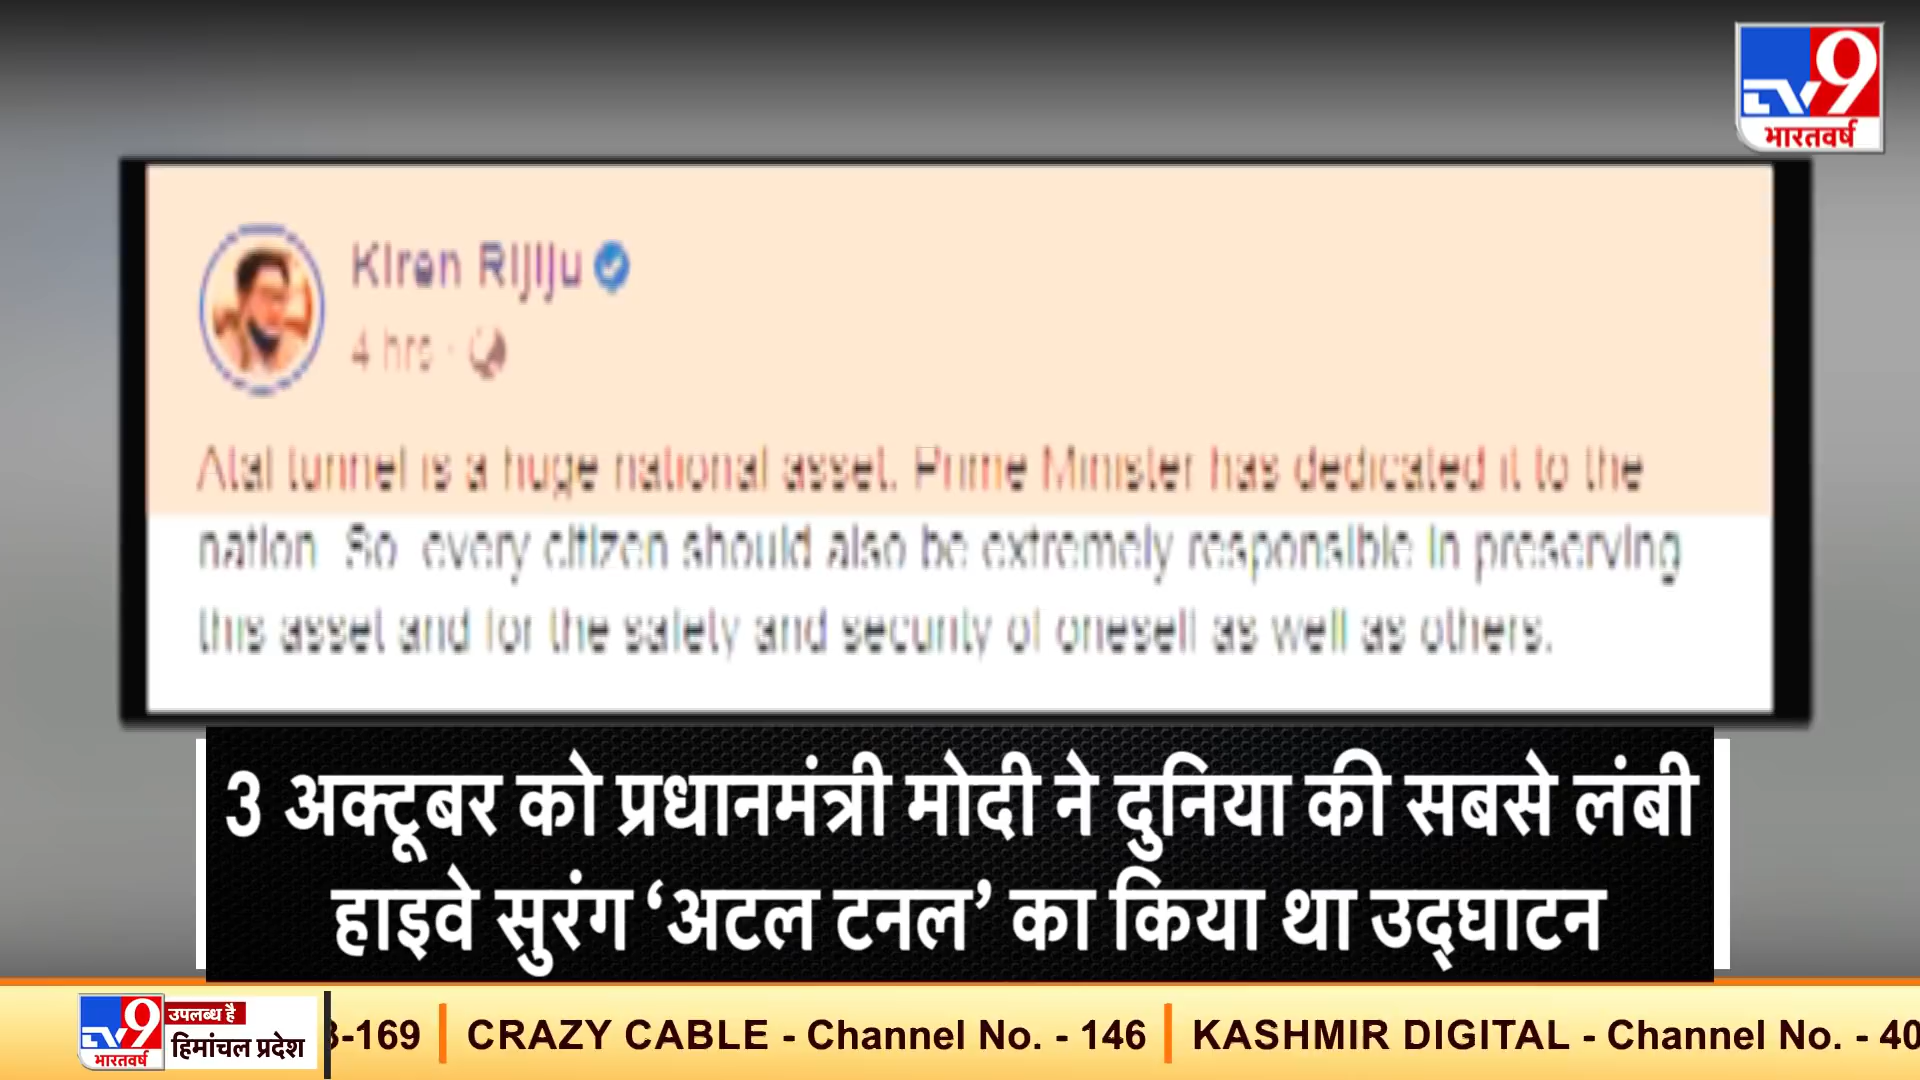 TV9
भारतवर्ष
Kiren Rijiju
4 hrs ·
Atal tunnel is a huge national asset. Prime Minister has dedicated it to the
nation. So, every citizen should also be extremely responsible in preserving
this asset and for the safety and security of oneself as well as others.
3 अक्टूबर को प्रधानमंत्री मोदी ने दुनिया की सबसे लंबी
हाइवे सुरंग ‘अटल टनल’ का किया था उद्घाटन
TV9
भारतवर्ष
उपलब्ध है
हिमांचल प्रदेश
-169 | CRAZY CABLE - Channel No. - 146 | KASHMIR DIGITAL - Channel No. - 40